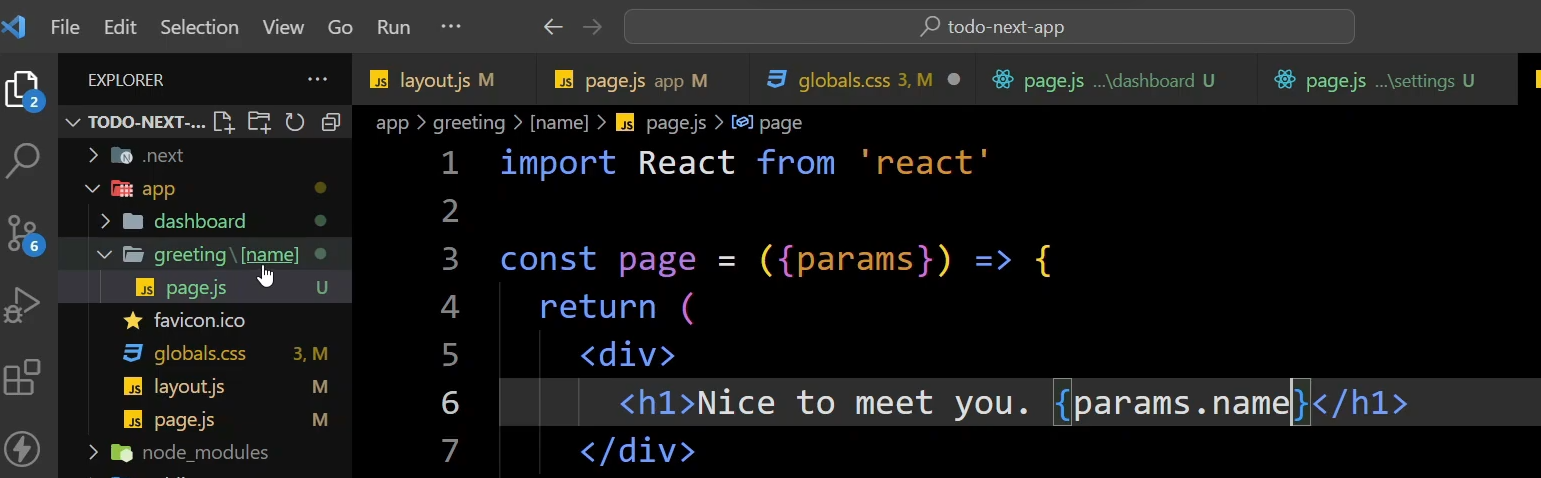 File Edit Selection View Go Run ··· ← → todo-next-app
EXPLORER ···
layout.js M page.js app M globals.css 3, M page.js ...\dashboard U page.js ...\settings U
TODO-NEXT-...
app > greeting > [name] > JS page.js > page
.next
app
dashboard
greeting\[name]
JS page.js U
favicon.ico
globals.css 3, M
JS layout.js M
JS page.js M
node_modules
2
6
1 import React from 'react'
2
3 const page = ({params}) => {
4 return (
5 <div>
6 <h1>Nice to meet you. {params.name}</h1>
7 </div>